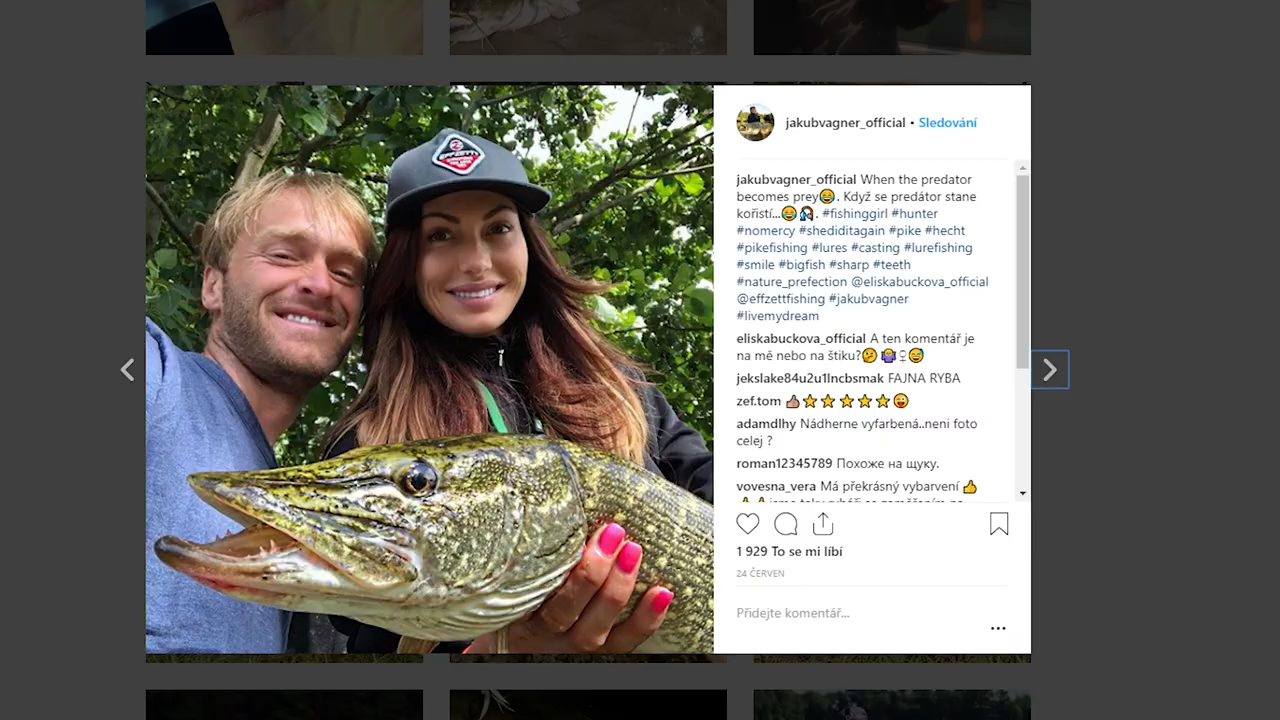 EFFZETT
jakubvagner_official • Sledování
jakubvagner_official When the predator
becomes prey😂. Když se predátor stane
kořistí...😂🤦. #fishinggirl #hunter
#nomercy #shediditagain #pike #hecht
#pikefishing #lures #casting #lurefishing
#smile #bigfish #sharp #teeth
#nature_prefection @eliskabuckova_official
@effzettfishing #jakubvagner
#livemydream
eliskabuckova_official A ten komentář je
na mě nebo na štiku?🤔🤷♀😅
jekslake84u2u1lncbsmak FAJNA RYBA
zef.tom 👍⭐⭐⭐⭐⭐😜
adamdlhy Nádherne vyfarbená..neni foto
celej ?
roman12345789 Похоже на щуку.
vovesna_vera Má překrásný vybarvení 👍
1 929 To se mi líbí
24 ČERVEN
Přidejte komentář...